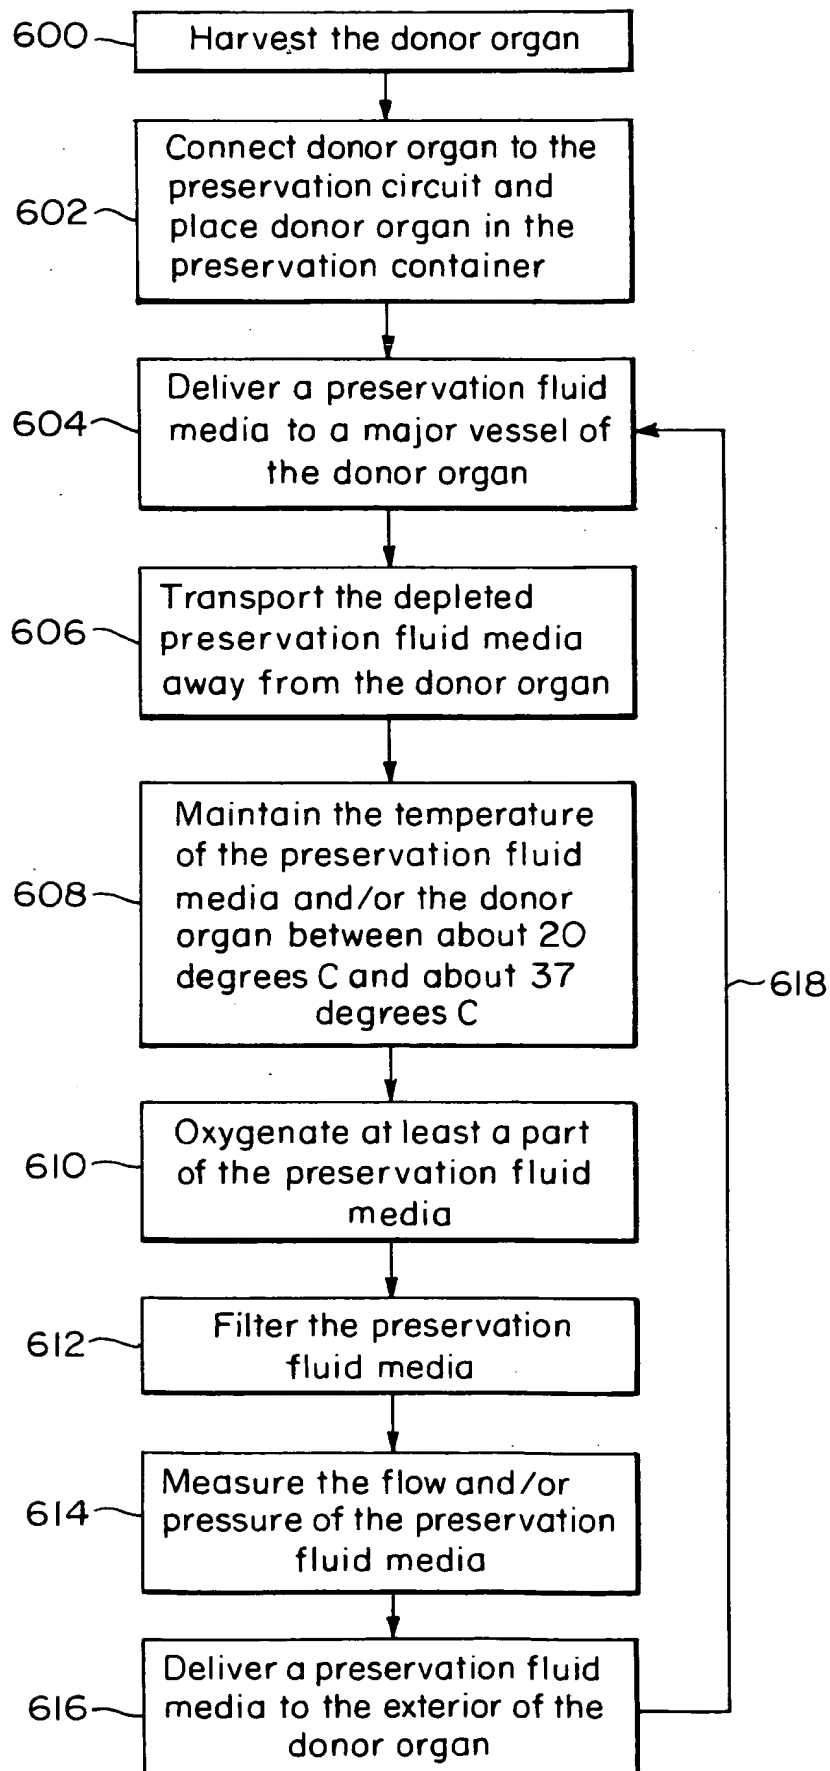 600
Harvest the donor organ
602
Connect donor organ to the
preservation circuit and
place donor organ in the
preservation container
604
Deliver a preservation fluid
media to a major vessel of
the donor organ
606
Transport the depleted
preservation fluid media
away from the donor organ
608
Maintain the temperature
of the preservation fluid
media and/or the donor
organ between about 20
degrees C and about 37
degrees C
618
610
Oxygenate at least a part
of the preservation fluid
media
612
Filter the preservation
fluid media
614
Measure the flow and/or
pressure of the preservation
fluid media
616
Deliver a preservation fluid
media to the exterior of the
donor organ